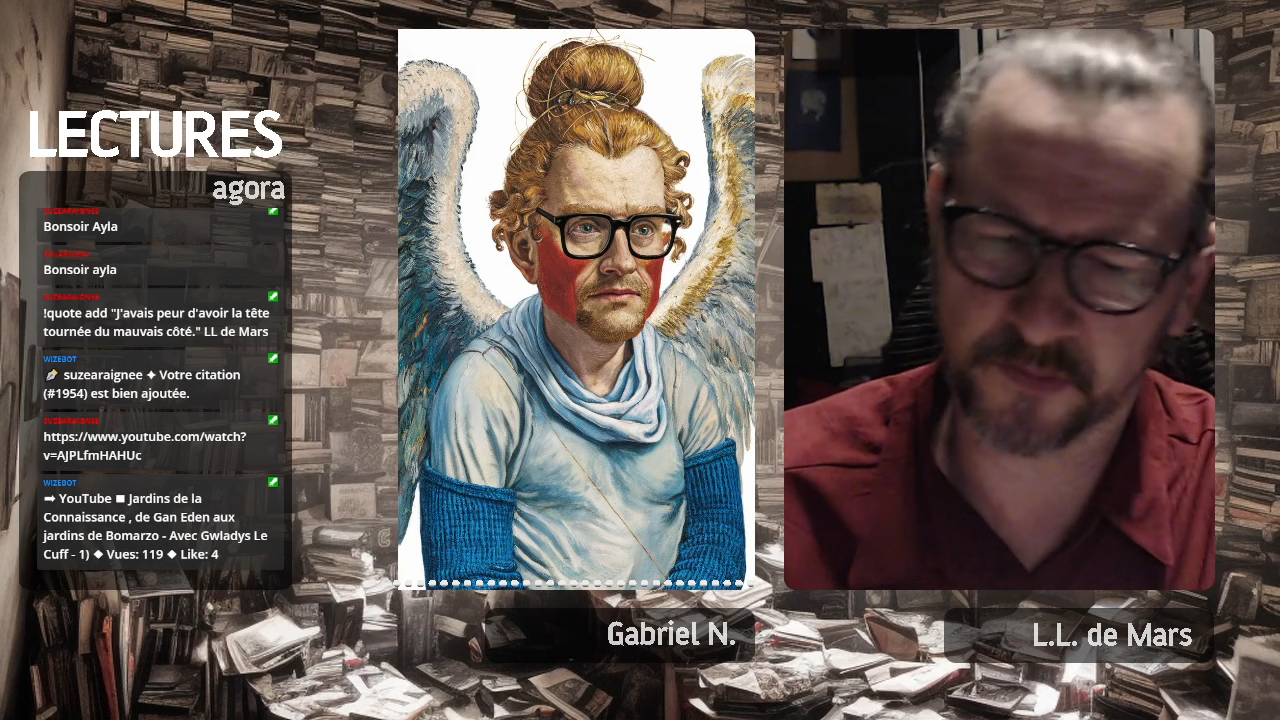 LECTURES
agora
SUZEARAIGNEE
Bonsoir Ayla
Bonsoir ayla
SUZEARAIGNEE
!quote add "J'avais peur d'avoir la tête
tournée du mauvais côté." LL de Mars
WIZEBOT
suzearaignee ✦ Votre citation
(#1954) est bien ajoutée.
SUZEARAIGNEE
https://www.youtube.com/watch?
v=AJPLfmHAHUc
WIZEBOT
➡ YouTube ■ Jardins de la
Connaissance , de Gan Eden aux
jardins de Bomarzo - Avec Gwladys Le
Cuff - 1) ◆ Vues: 119 ◆ Like: 4
Gabriel N.
L.L. de Mars